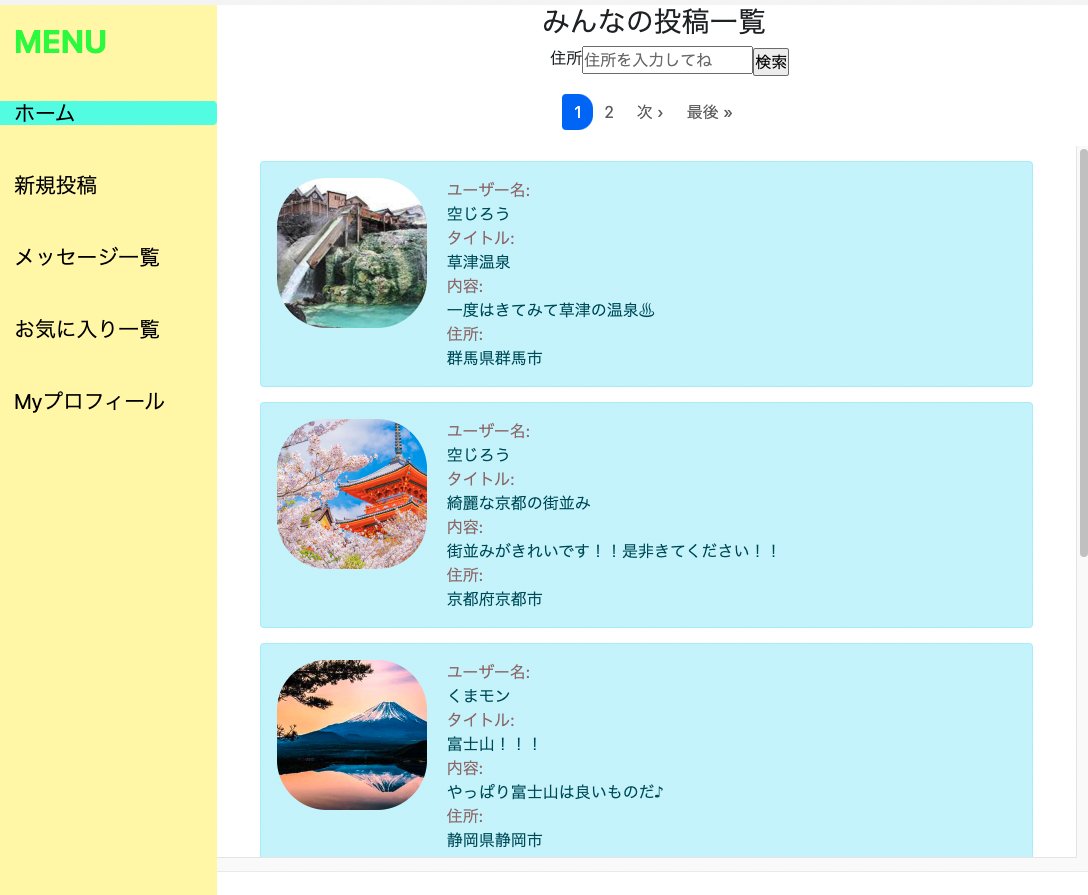 MENU
ホーム
新規投稿
メッセージ一覧
お気に入り一覧
Myプロフィール
みんなの投稿一覧
住所 住所を入力してね 検索
1 2 次 › 最後 »
ユーザー名:
空じろう
タイトル:
草津温泉
内容:
一度はきてみて草津の温泉♨
住所:
群馬県群馬市
ユーザー名:
空じろう
タイトル:
綺麗な京都の街並み
内容:
街並みがきれいです！！是非きてください！！
住所:
京都府京都市
ユーザー名:
くまモン
タイトル:
富士山！！！
内容:
やっぱり富士山は良いものだ♪
住所:
静岡県静岡市